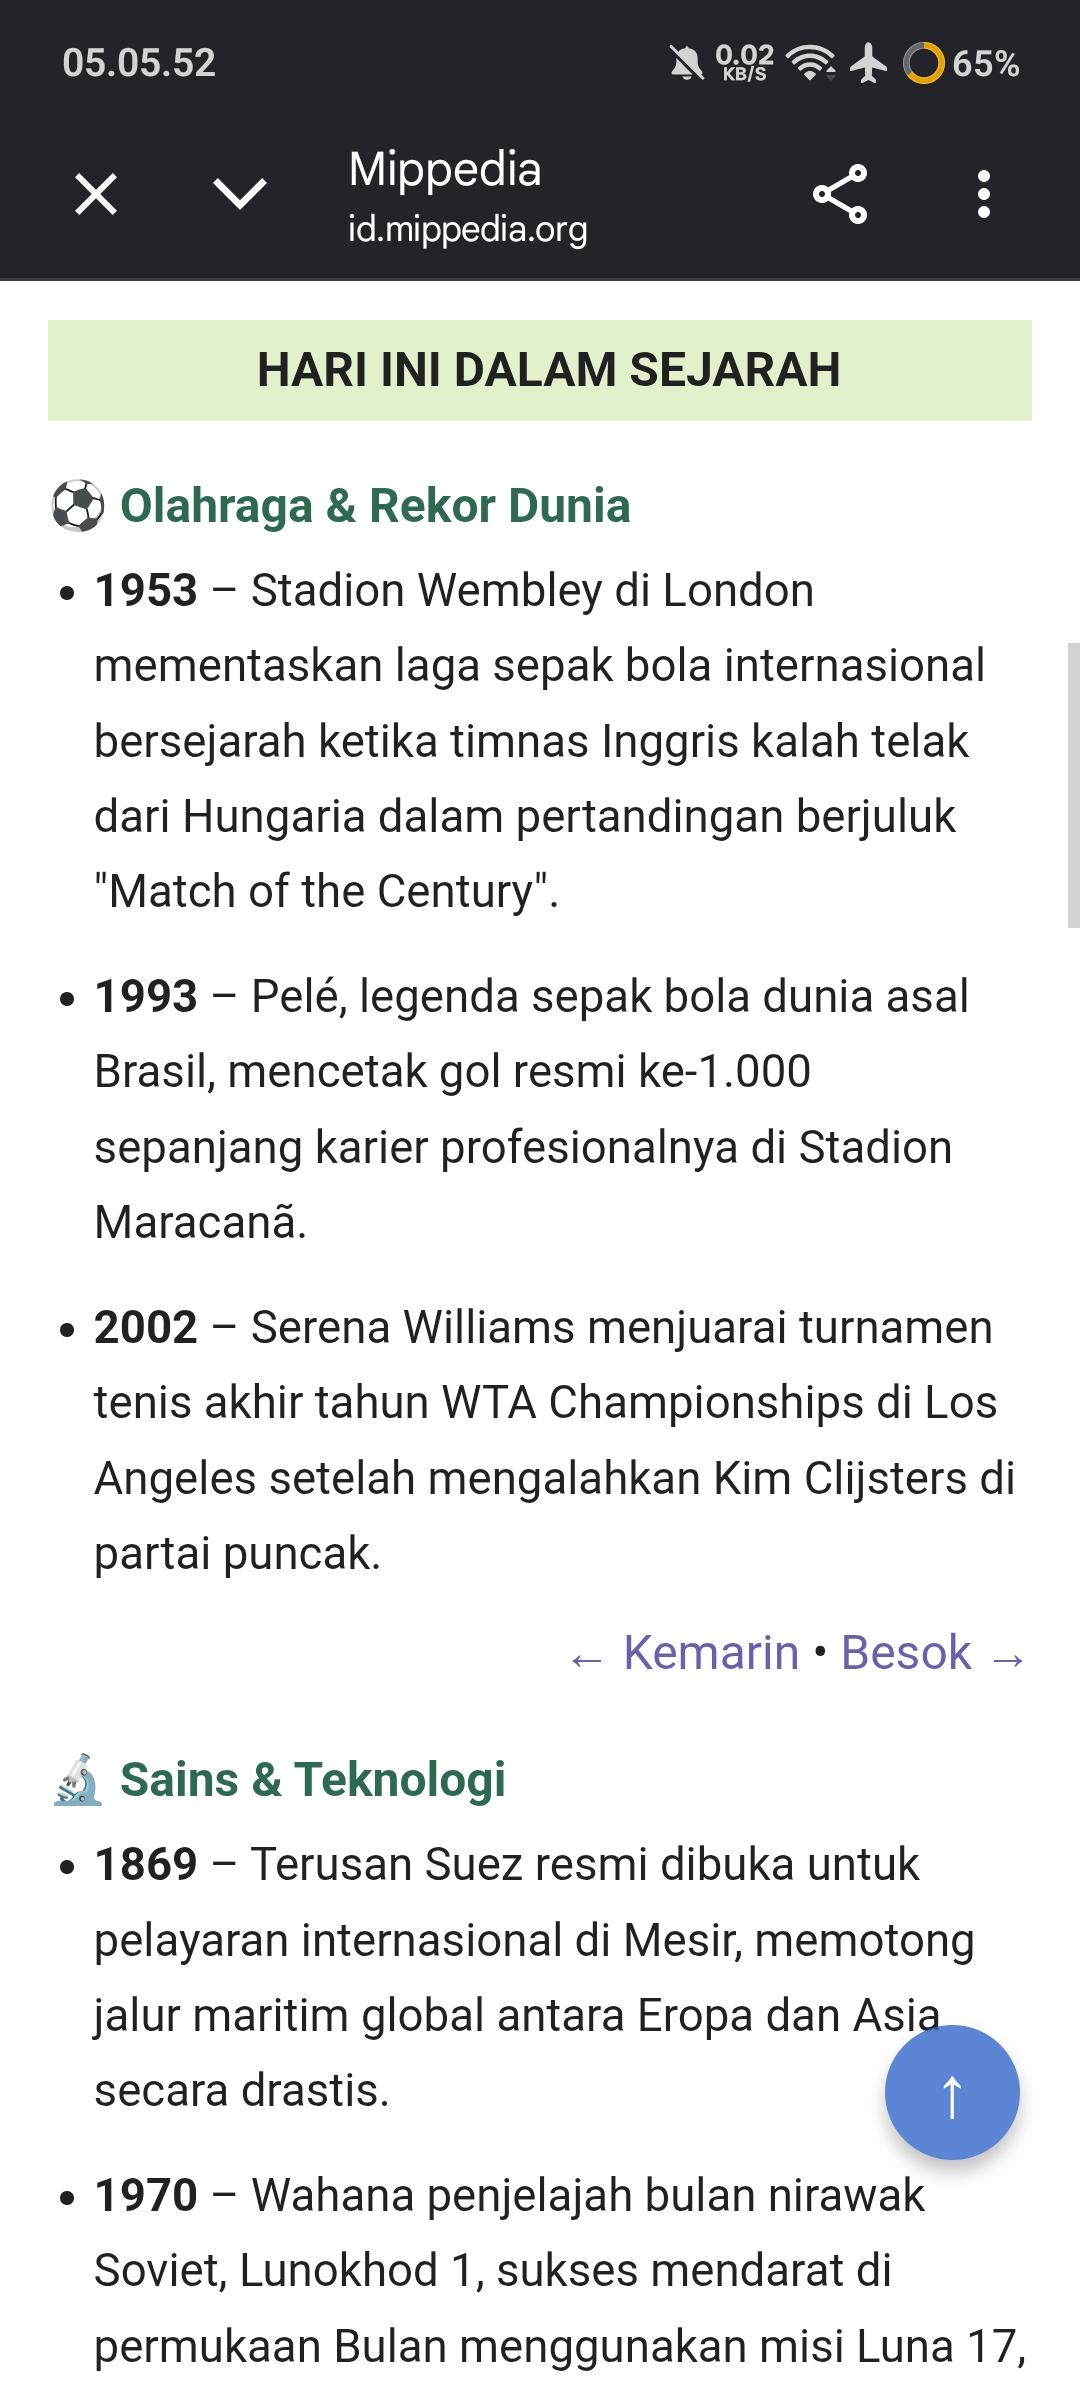 05.05.52
0.02
KB/S
65%
Mippedia
id.mippedia.org
HARI INI DALAM SEJARAH
⚽ Olahraga & Rekor Dunia
• 1953 – Stadion Wembley di London
mementaskan laga sepak bola internasional
bersejarah ketika timnas Inggris kalah telak
dari Hungaria dalam pertandingan berjuluk
"Match of the Century".
• 1993 – Pelé, legenda sepak bola dunia asal
Brasil, mencetak gol resmi ke-1.000
sepanjang karier profesionalnya di Stadion
Maracanã.
• 2002 – Serena Williams menjuarai turnamen
tenis akhir tahun WTA Championships di Los
Angeles setelah mengalahkan Kim Clijsters di
partai puncak.
← Kemarin • Besok →
🔬 Sains & Teknologi
• 1869 – Terusan Suez resmi dibuka untuk
pelayaran internasional di Mesir, memotong
jalur maritim global antara Eropa dan Asia
secara drastis.
↑
• 1970 – Wahana penjelajah bulan nirawak
Soviet, Lunokhod 1, sukses mendarat di
permukaan Bulan menggunakan misi Luna 17,